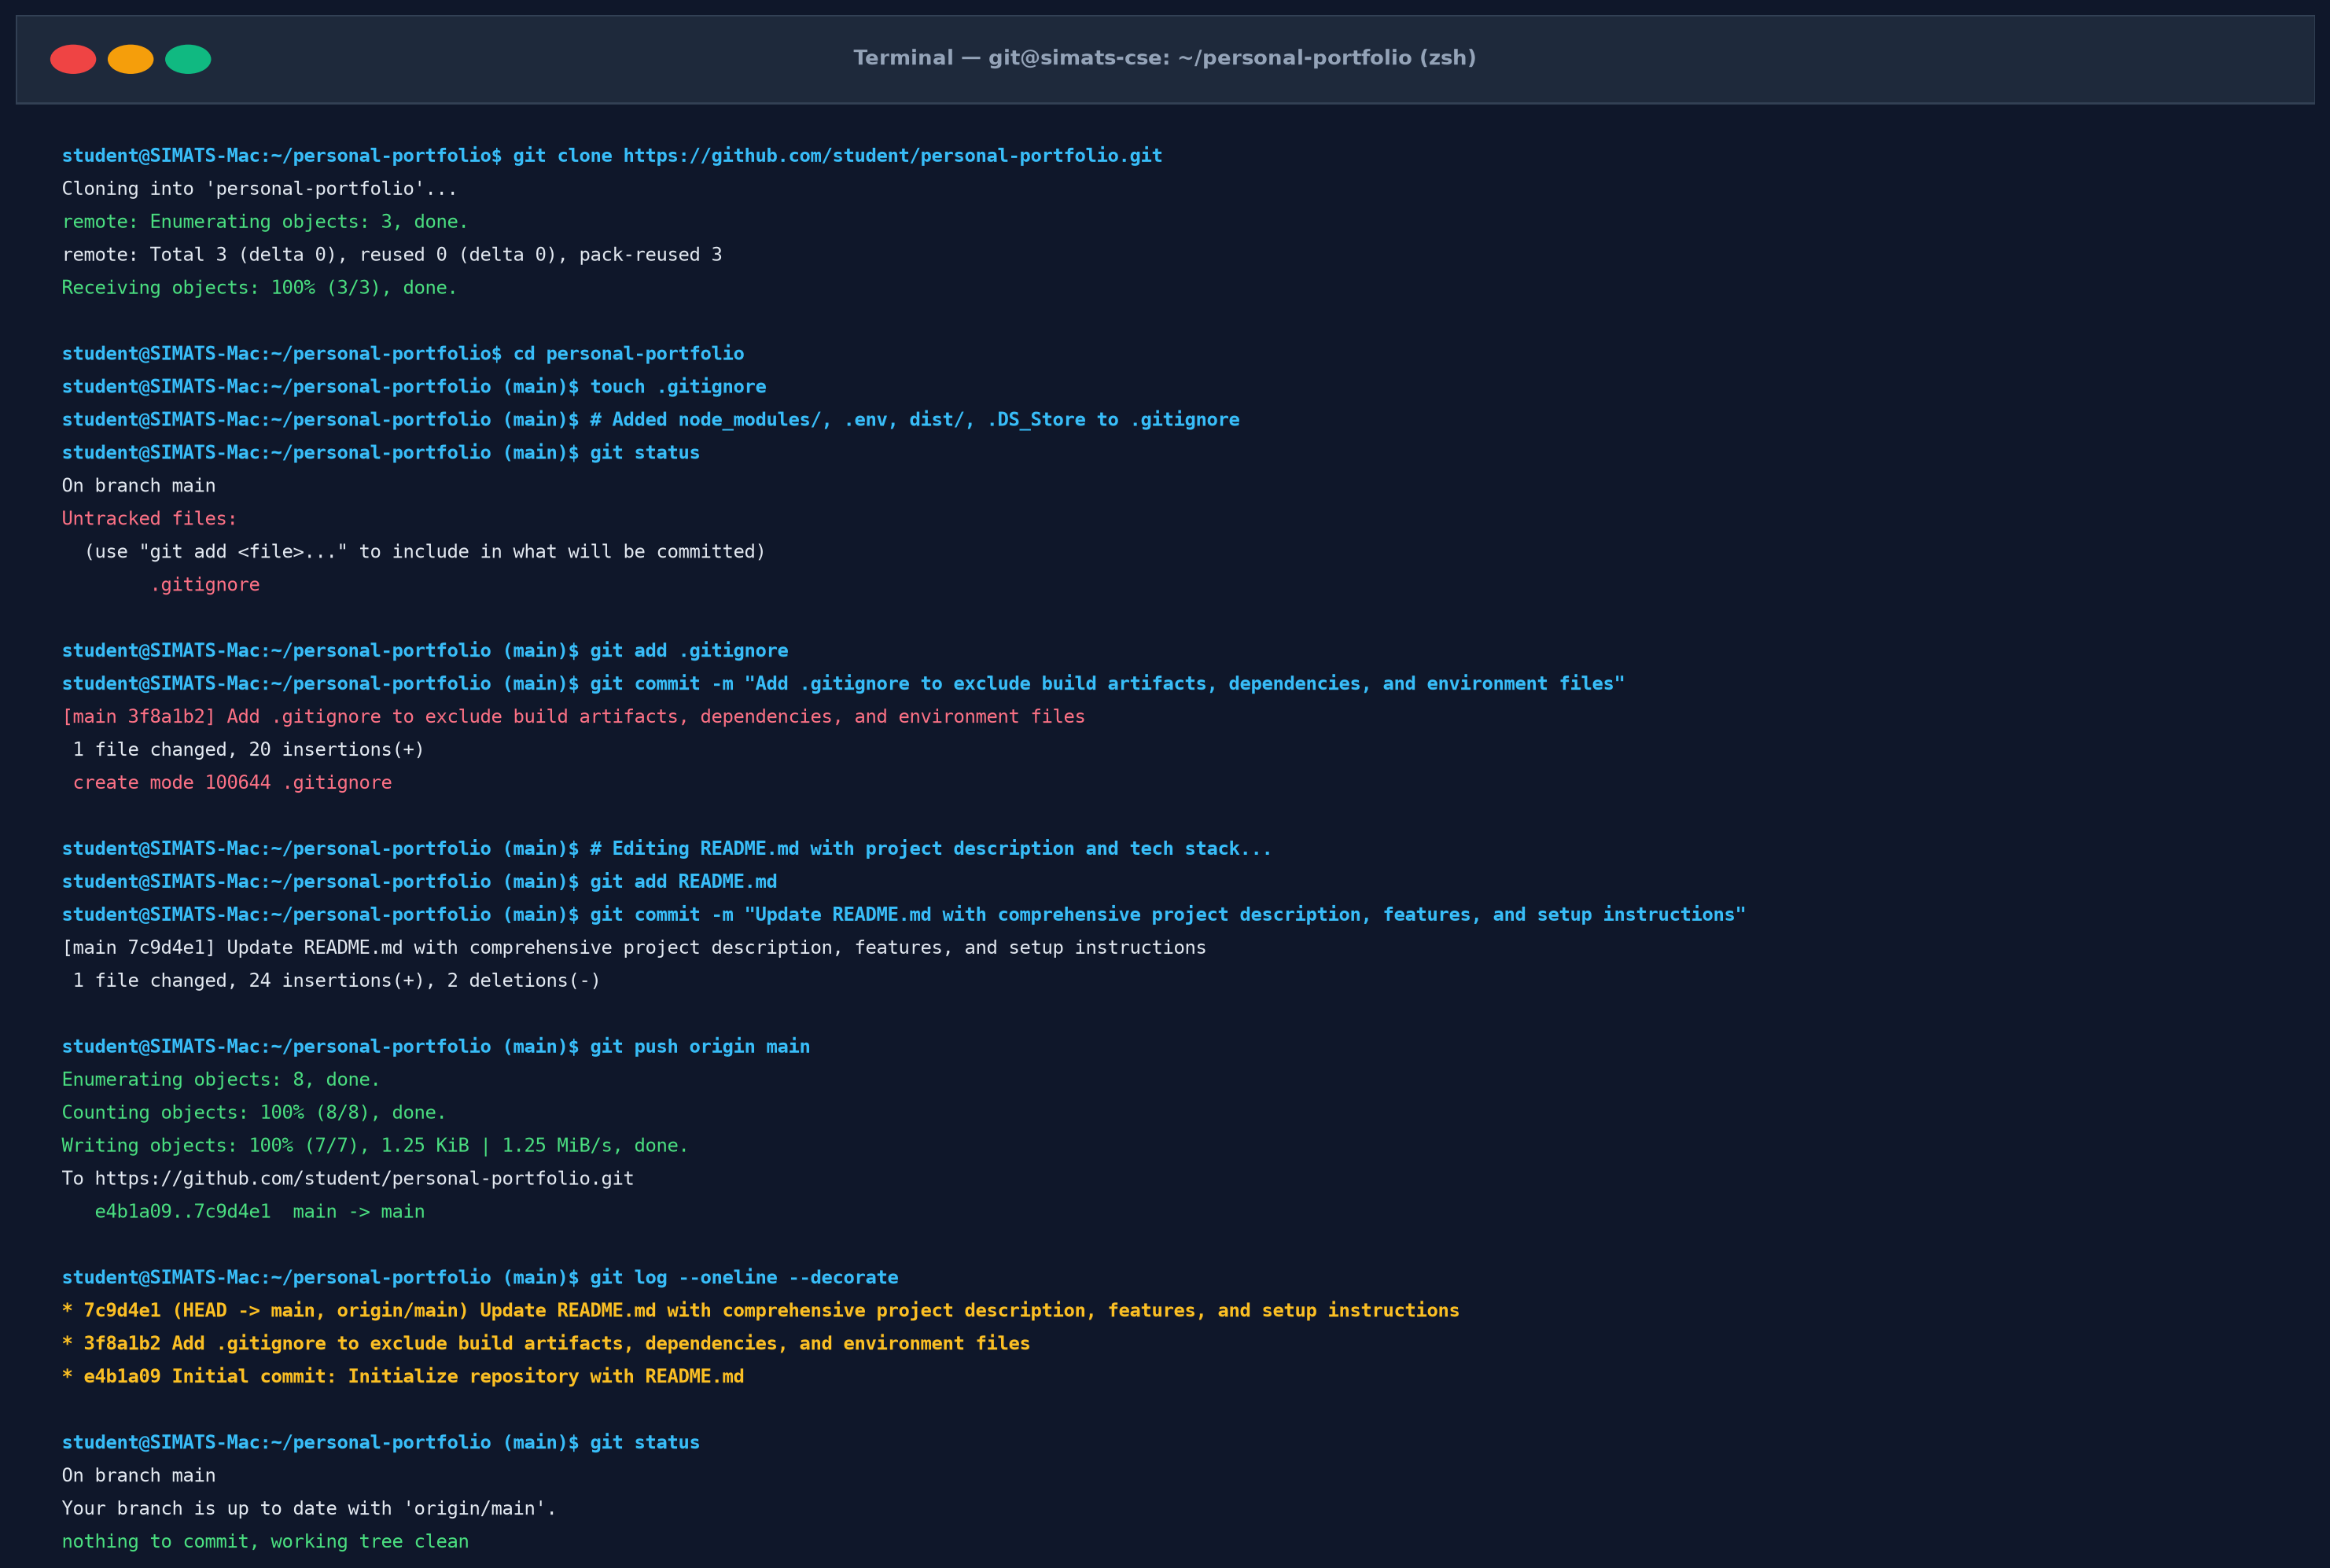 Terminal — git@simats-cse: ~/personal-portfolio (zsh)
student@SIMATS-Mac:~/personal-portfolio$ git clone https://github.com/student/personal-portfolio.git
Cloning into 'personal-portfolio'...
remote: Enumerating objects: 3, done.
remote: Total 3 (delta 0), reused 0 (delta 0), pack-reused 3
Receiving objects: 100% (3/3), done.
student@SIMATS-Mac:~/personal-portfolio$ cd personal-portfolio
student@SIMATS-Mac:~/personal-portfolio (main)$ touch .gitignore
student@SIMATS-Mac:~/personal-portfolio (main)$ # Added node_modules/, .env, dist/, .DS_Store to .gitignore
student@SIMATS-Mac:~/personal-portfolio (main)$ git status
On branch main
Untracked files:
  (use "git add <file>..." to include in what will be committed)
        .gitignore
student@SIMATS-Mac:~/personal-portfolio (main)$ git add .gitignore
student@SIMATS-Mac:~/personal-portfolio (main)$ git commit -m "Add .gitignore to exclude build artifacts, dependencies, and environment files"
[main 3f8a1b2] Add .gitignore to exclude build artifacts, dependencies, and environment files
 1 file changed, 20 insertions(+)
 create mode 100644 .gitignore
student@SIMATS-Mac:~/personal-portfolio (main)$ # Editing README.md with project description and tech stack...
student@SIMATS-Mac:~/personal-portfolio (main)$ git add README.md
student@SIMATS-Mac:~/personal-portfolio (main)$ git commit -m "Update README.md with comprehensive project description, features, and setup instructions"
[main 7c9d4e1] Update README.md with comprehensive project description, features, and setup instructions
 1 file changed, 24 insertions(+), 2 deletions(-)
student@SIMATS-Mac:~/personal-portfolio (main)$ git push origin main
Enumerating objects: 8, done.
Counting objects: 100% (8/8), done.
Writing objects: 100% (7/7), 1.25 KiB | 1.25 MiB/s, done.
To https://github.com/student/personal-portfolio.git
   e4b1a09..7c9d4e1  main -> main
student@SIMATS-Mac:~/personal-portfolio (main)$ git log --oneline --decorate
* 7c9d4e1 (HEAD -> main, origin/main) Update README.md with comprehensive project description, features, and setup instructions
* 3f8a1b2 Add .gitignore to exclude build artifacts, dependencies, and environment files
* e4b1a09 Initial commit: Initialize repository with README.md
student@SIMATS-Mac:~/personal-portfolio (main)$ git status
On branch main
Your branch is up to date with 'origin/main'.
nothing to commit, working tree clean